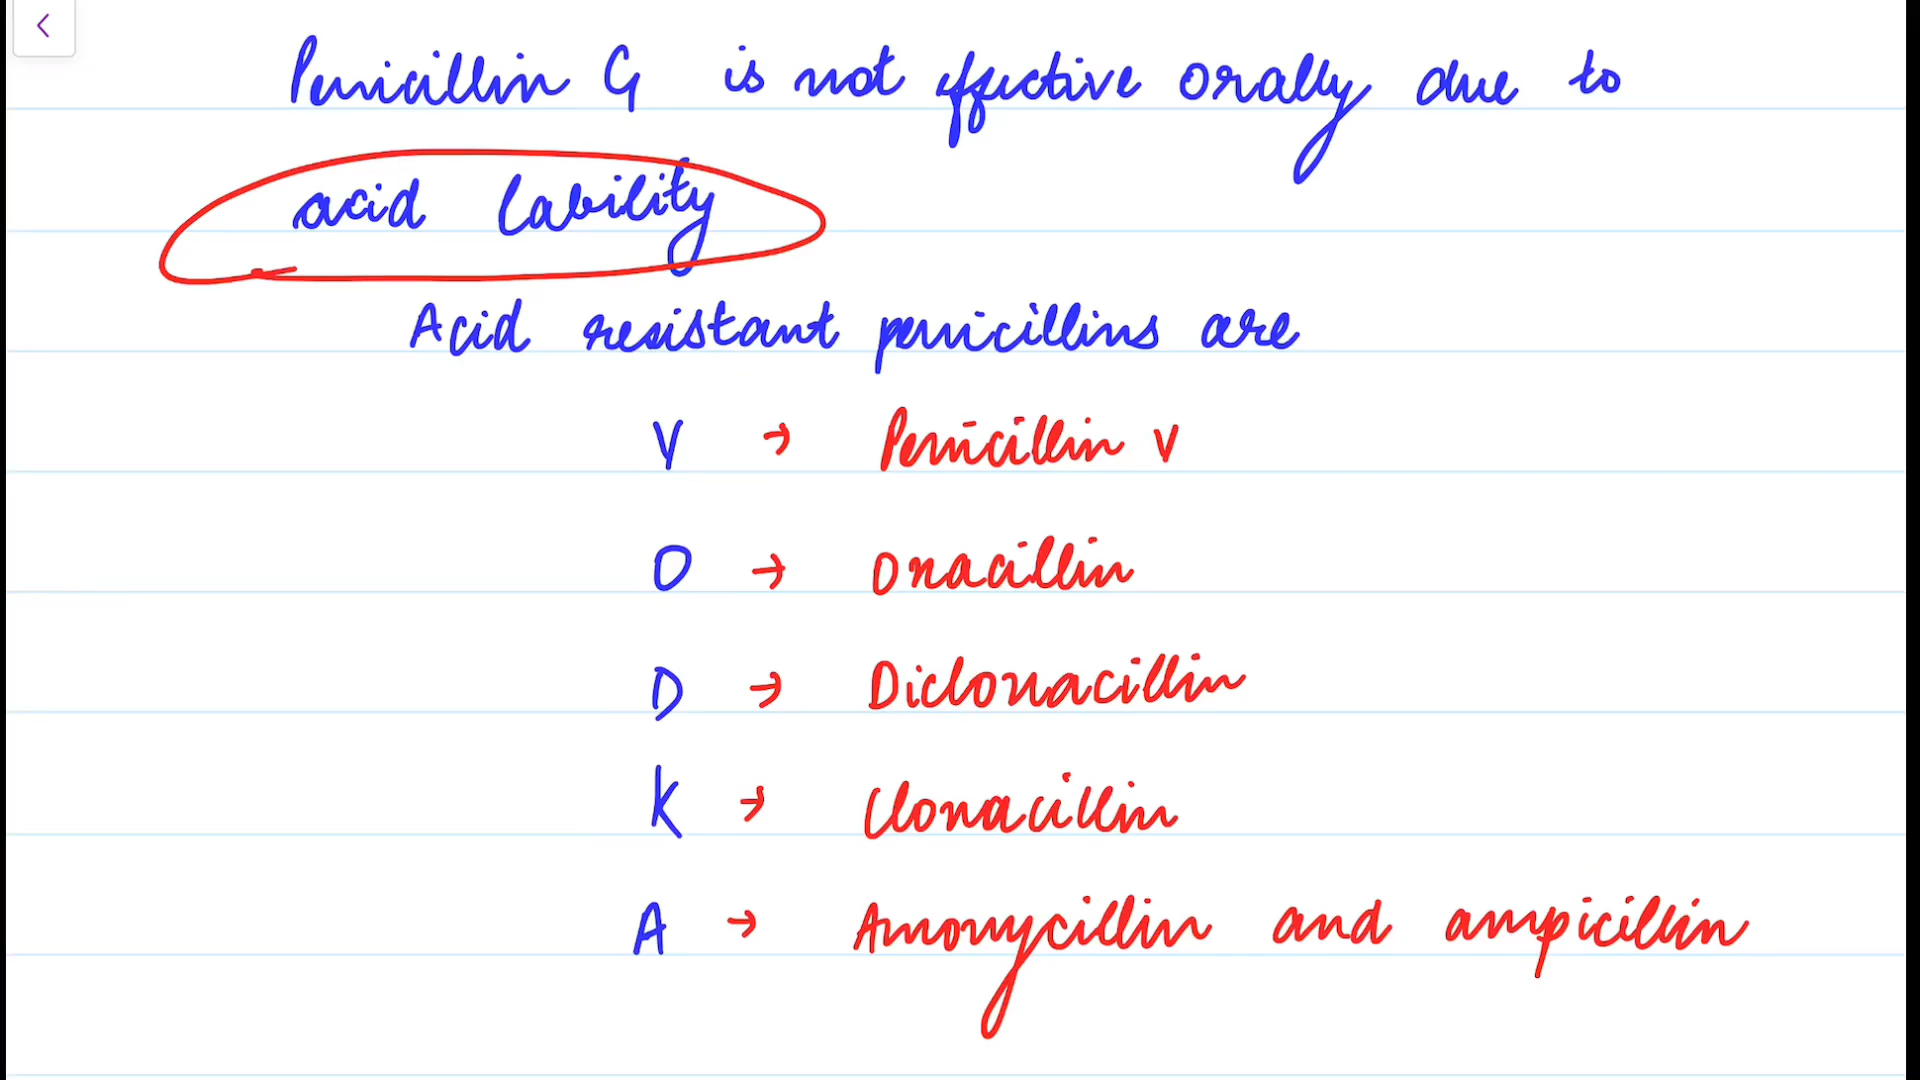 Penicillin G is not effective orally due to
acid lability
Acid resistant penicillins are
V → Penicillin V
O → Oxacillin
D → Dicloxacillin
K → Cloxacillin
A → Amoxycillin and ampicillin